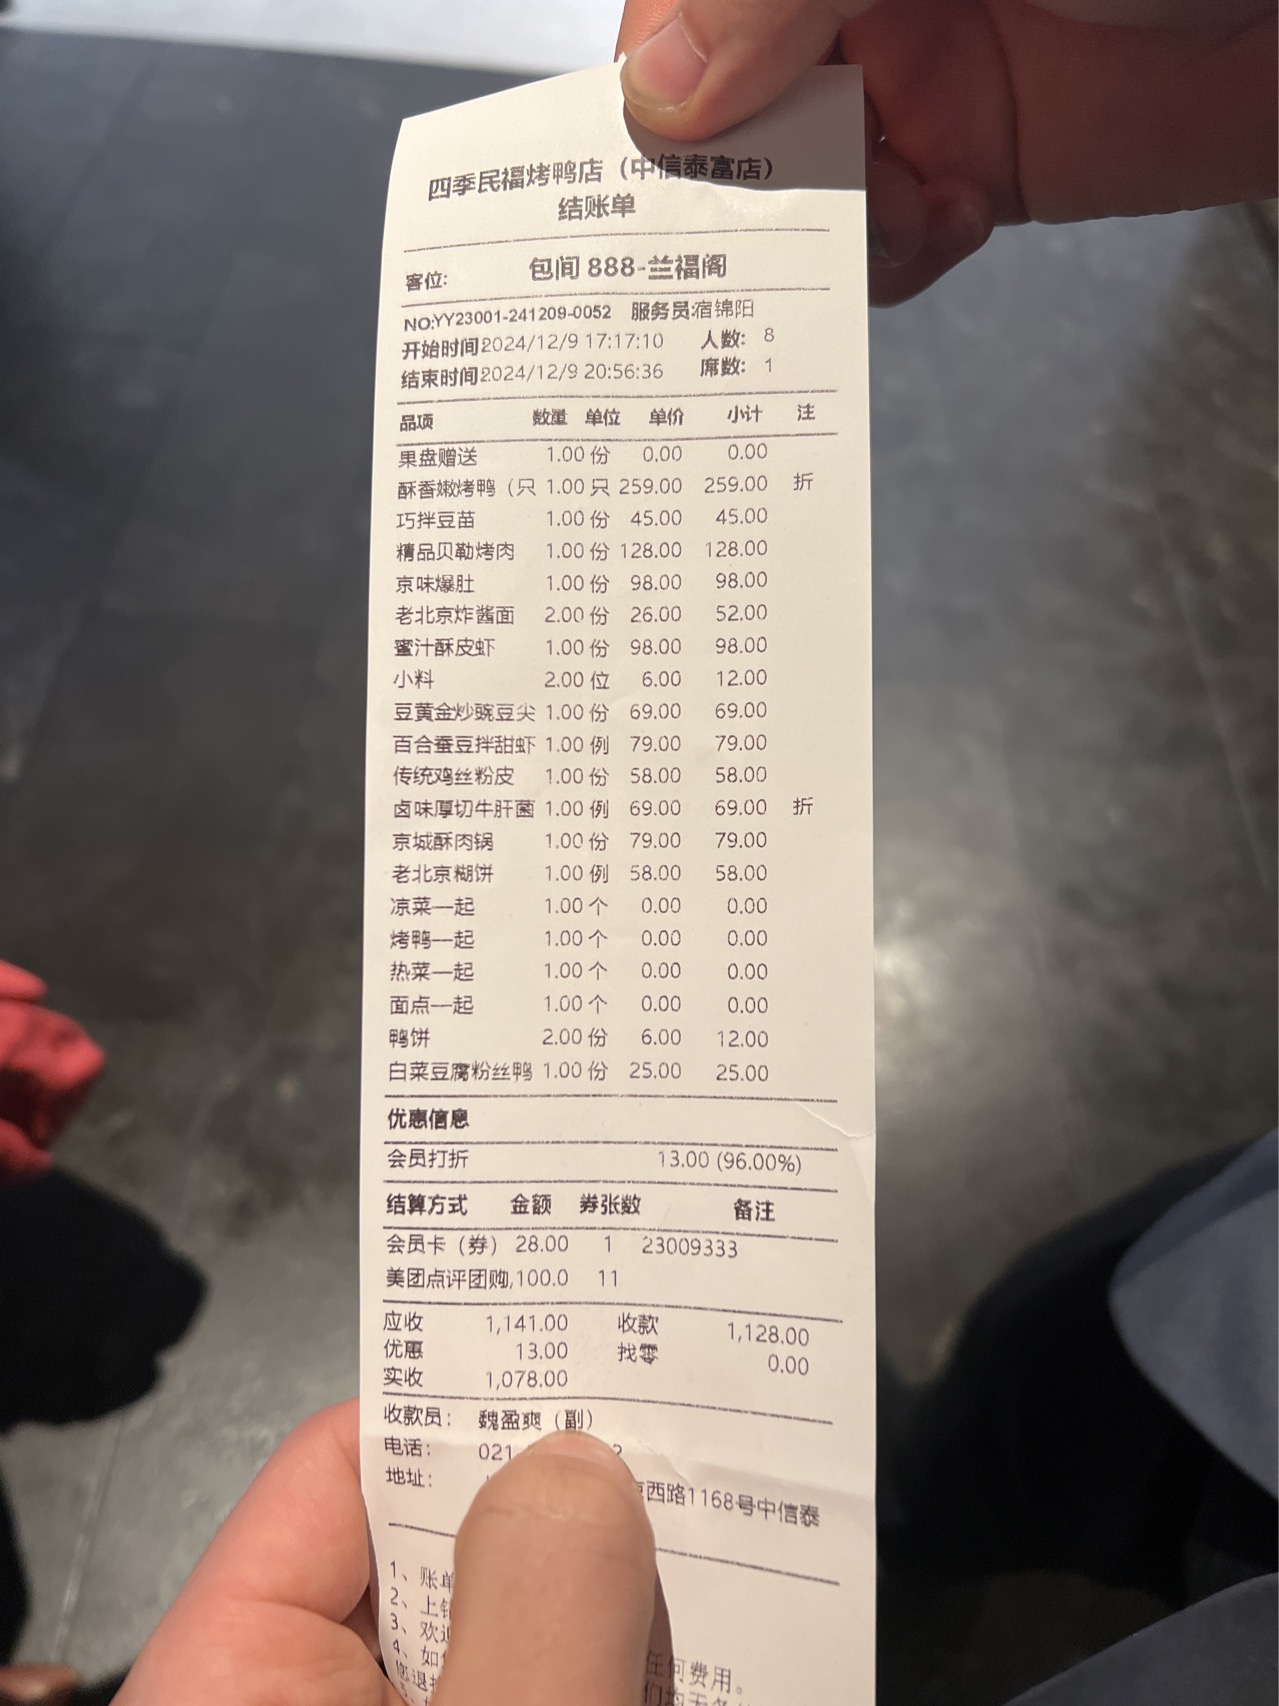 四季民福烤鸭店（中信泰富店）
结账单
客位: 包间 888-兰福阁
NO:YY23001-241209-0052 服务员:宿锦阳
开始时间2024/12/9 17:17:10 人数: 8
结束时间2024/12/9 20:56:36 席数: 1
品项 数量 单位 单价 小计 注
果盘赠送 1.00 份 0.00 0.00
酥香嫩烤鸭（只 1.00 只 259.00 259.00 折
巧拌豆苗 1.00 份 45.00 45.00
精品贝勒烤肉 1.00 份 128.00 128.00
京味爆肚 1.00 份 98.00 98.00
老北京炸酱面 2.00 份 26.00 52.00
蜜汁酥皮虾 1.00 份 98.00 98.00
小料 2.00 位 6.00 12.00
豆黄金炒豌豆尖 1.00 份 69.00 69.00
百合蚕豆拌甜虾 1.00 例 79.00 79.00
传统鸡丝粉皮 1.00 份 58.00 58.00
卤味厚切牛肝菌 1.00 例 69.00 69.00 折
京城酥肉锅 1.00 份 79.00 79.00
老北京糊饼 1.00 例 58.00 58.00
凉菜一起 1.00 个 0.00 0.00
烤鸭一起 1.00 个 0.00 0.00
热菜一起 1.00 个 0.00 0.00
面点一起 1.00 个 0.00 0.00
鸭饼 2.00 份 6.00 12.00
白菜豆腐粉丝鸭 1.00 份 25.00 25.00
优惠信息
会员打折 13.00 (96.00%)
结算方式 金额 券张数 备注
会员卡（券） 28.00 1 23009333
美团点评团购,100.0 11
应收 1,141.00 收款 1,128.00
优惠 13.00 找零 0.00
实收 1,078.00
收款员: 魏盈爽（副）
电话: 021
地址: 西路1168号中信泰
1、账单
2、上
3、欢迎
4、如 任何费用。
您退 们均无